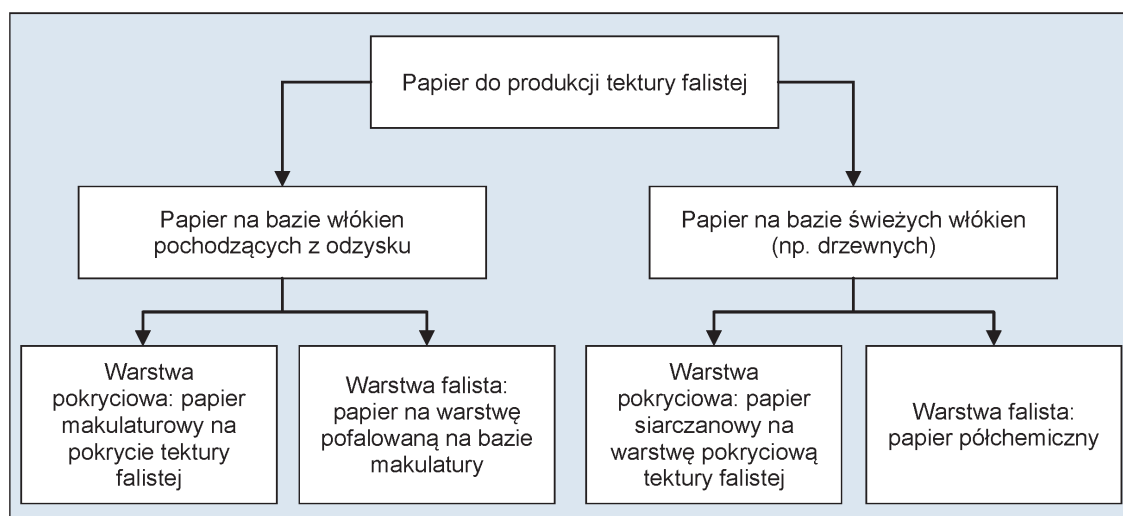 Papier do produkcji tektury falistej
Papier na bazie włókien
pochodzących z odzysku
Papier na bazie świeżych włókien
(np. drzewnych)
Warstwa
pokryciowa: papier
makulaturowy na
pokrycie tektury
falistej
Warstwa falista:
papier na warstwę
pofalowaną na bazie
makulatury
Warstwa
pokryciowa: papier
siarczanowy na
warstwę pokryciową
tektury falistej
Warstwa falista:
papier półchemiczny